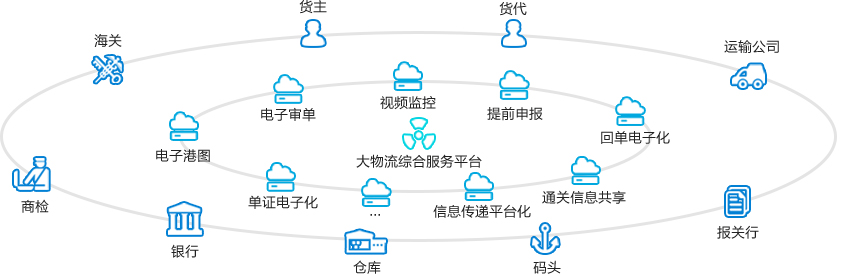 货主
货代
海关
运输公司
视频监控
电子审单
提前申报
回单电子化
电子港图
大物流综合服务平台
单证电子化
通关信息共享
...
信息传递平台化
商检
报关行
银行
仓库
码头